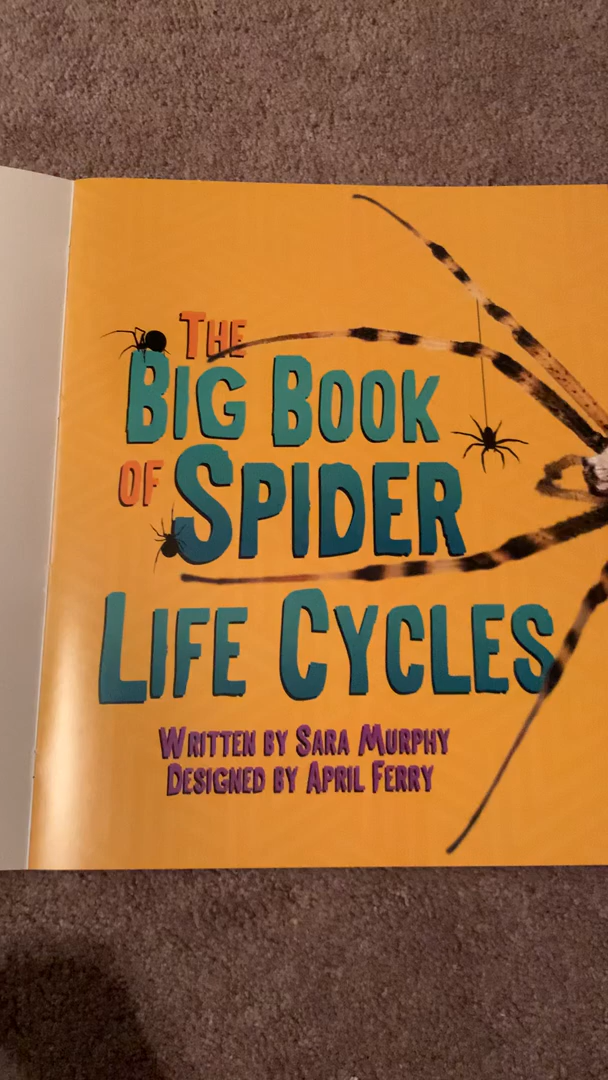 The
Big Book
of Spider
Life Cycles
Written by Sara Murphy
Designed by April Ferry